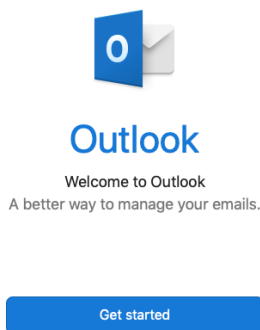 O
Outlook
Welcome to Outlook
A better way to manage your emails.
Get started